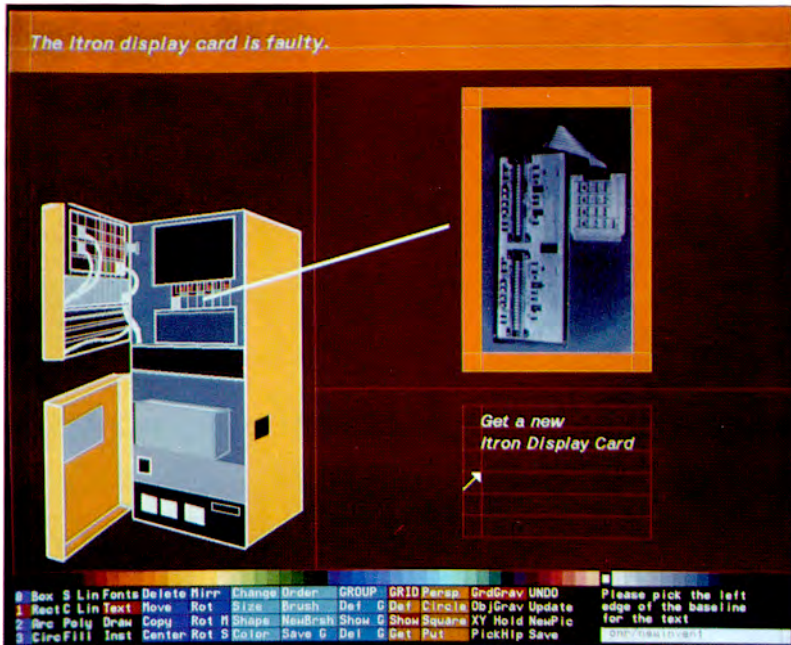 The Itron display card is faulty.
Get a new
Itron Display Card
0 Box S Lin Fonts Delete Mirr Change Order GROUP GRID Persp GrdGrav UNDO
1 Rect C Lin Text Move Rot Size Brush Def G Def Circle ObjGrav Update
2 Arc Poly Draw Copy Rot M Shape NewBrsh Show G Show Square XY Hold NewPic
3 Circ Fill Inst Center Rot S Color Save G Del G Get Put PickHlp Save
Please pick the left
edge of the baseline
for the text
onr/newinvent